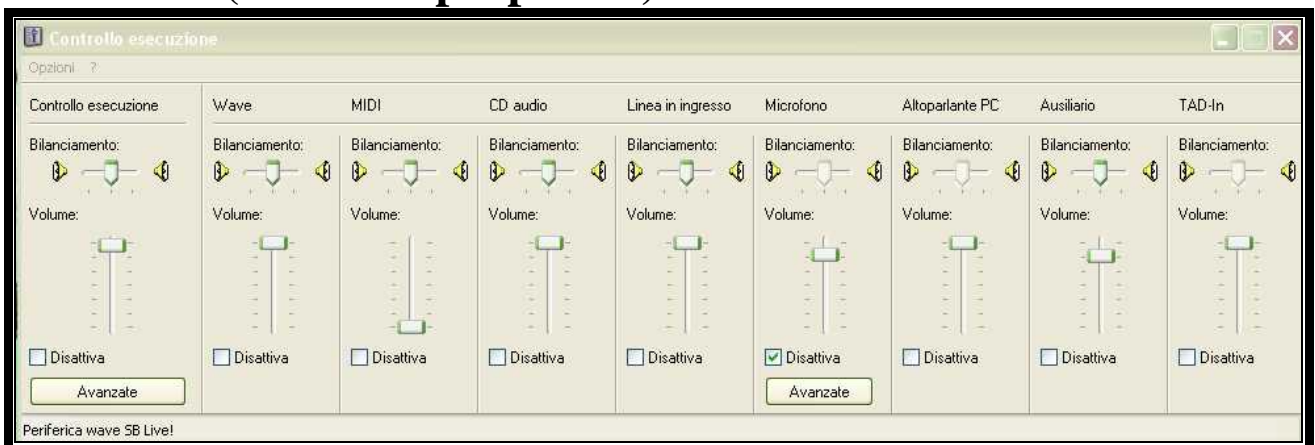 Controllo esecuzione
Opzioni ?
Controllo esecuzione Wave MIDI CD audio Linea in ingresso Microfono Altoparlante PC Ausiliario TAD-In
Bilanciamento: Bilanciamento: Bilanciamento: Bilanciamento: Bilanciamento: Bilanciamento: Bilanciamento: Bilanciamento: Bilanciamento:
Volume: Volume: Volume: Volume: Volume: Volume: Volume: Volume: Volume:
Disattiva Disattiva Disattiva Disattiva Disattiva Disattiva Disattiva Disattiva Disattiva
Avanzate Avanzate
Periferica wave SB Live!